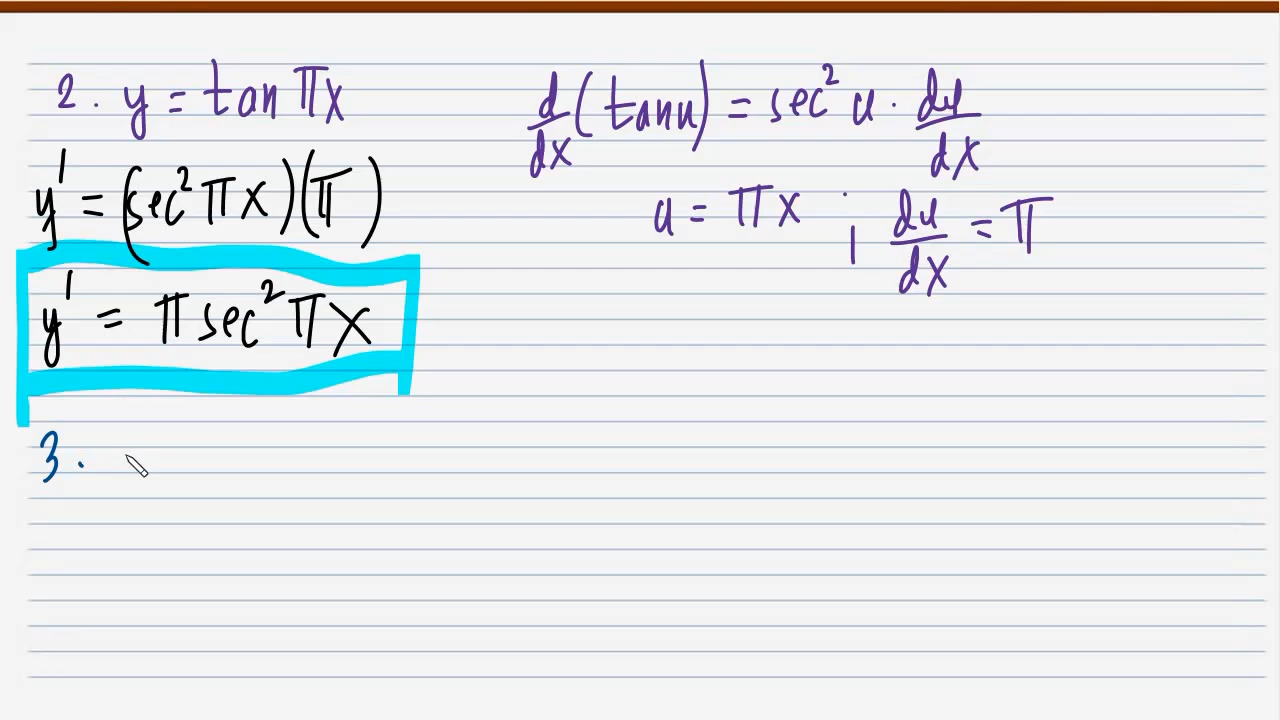 2. y = tan πx
y' = (sec² πx)(π)
y' = π sec² πx
d/dx (tan u) = sec² u · du/dx
u = πx ; du/dx = π
3.